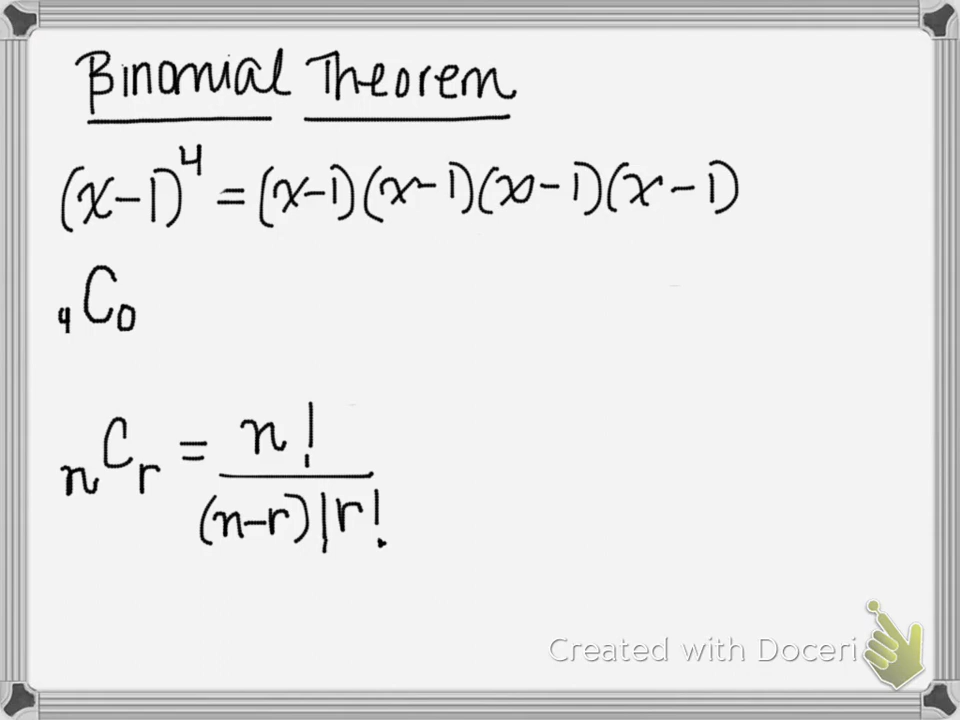 Binomial Theorem
(x-1)⁴ = (x-1)(x-1)(x-1)(x-1)
₄C₀
ₙCᵣ = n!
(n-r)!r!
Created with Doceri